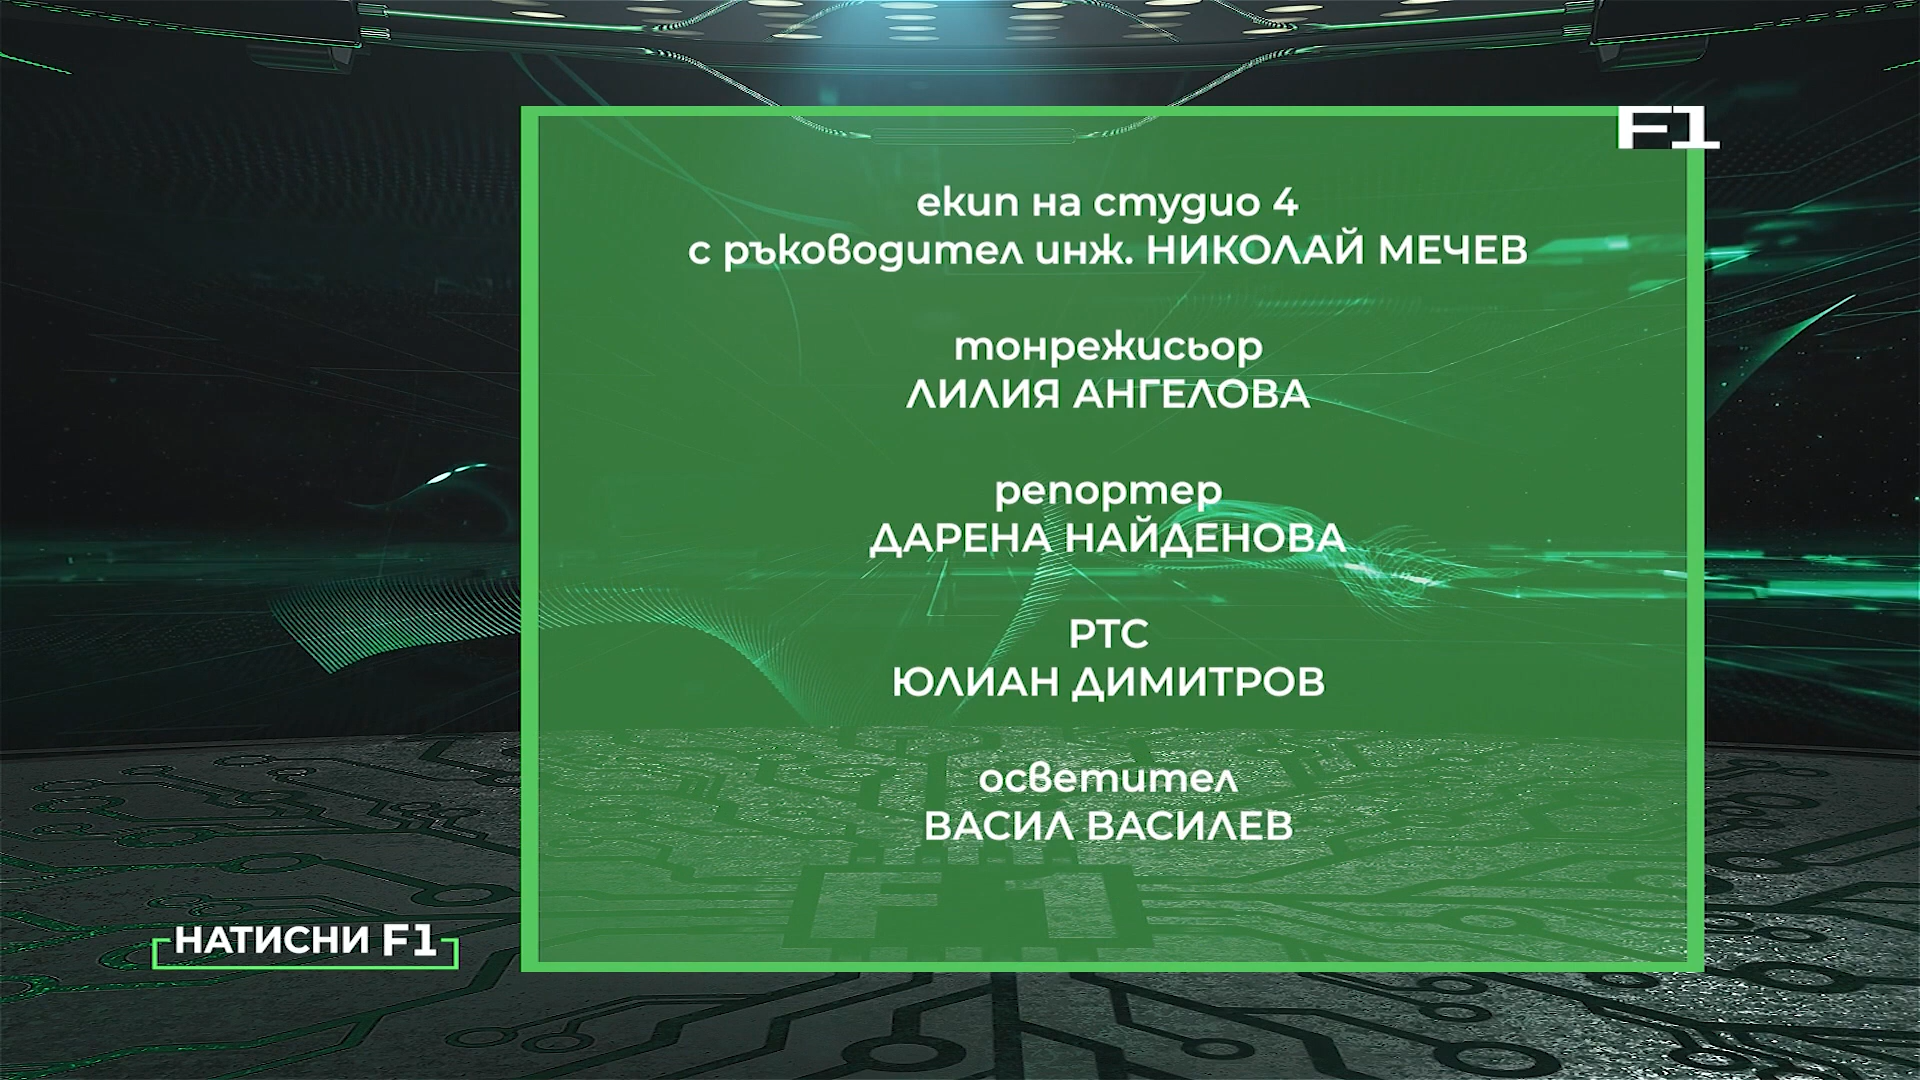 F1
екип на студио 4
с ръководител инж. НИКОЛАЙ МЕЧЕВ
тонрежисьор
ЛИЛИЯ АНГЕЛОВА
репортер
ДАРЕНА НАЙДЕНОВА
РТС
ЮЛИАН ДИМИТРОВ
осветител
ВАСИЛ ВАСИЛЕВ
F1
НАТИСНИ F1